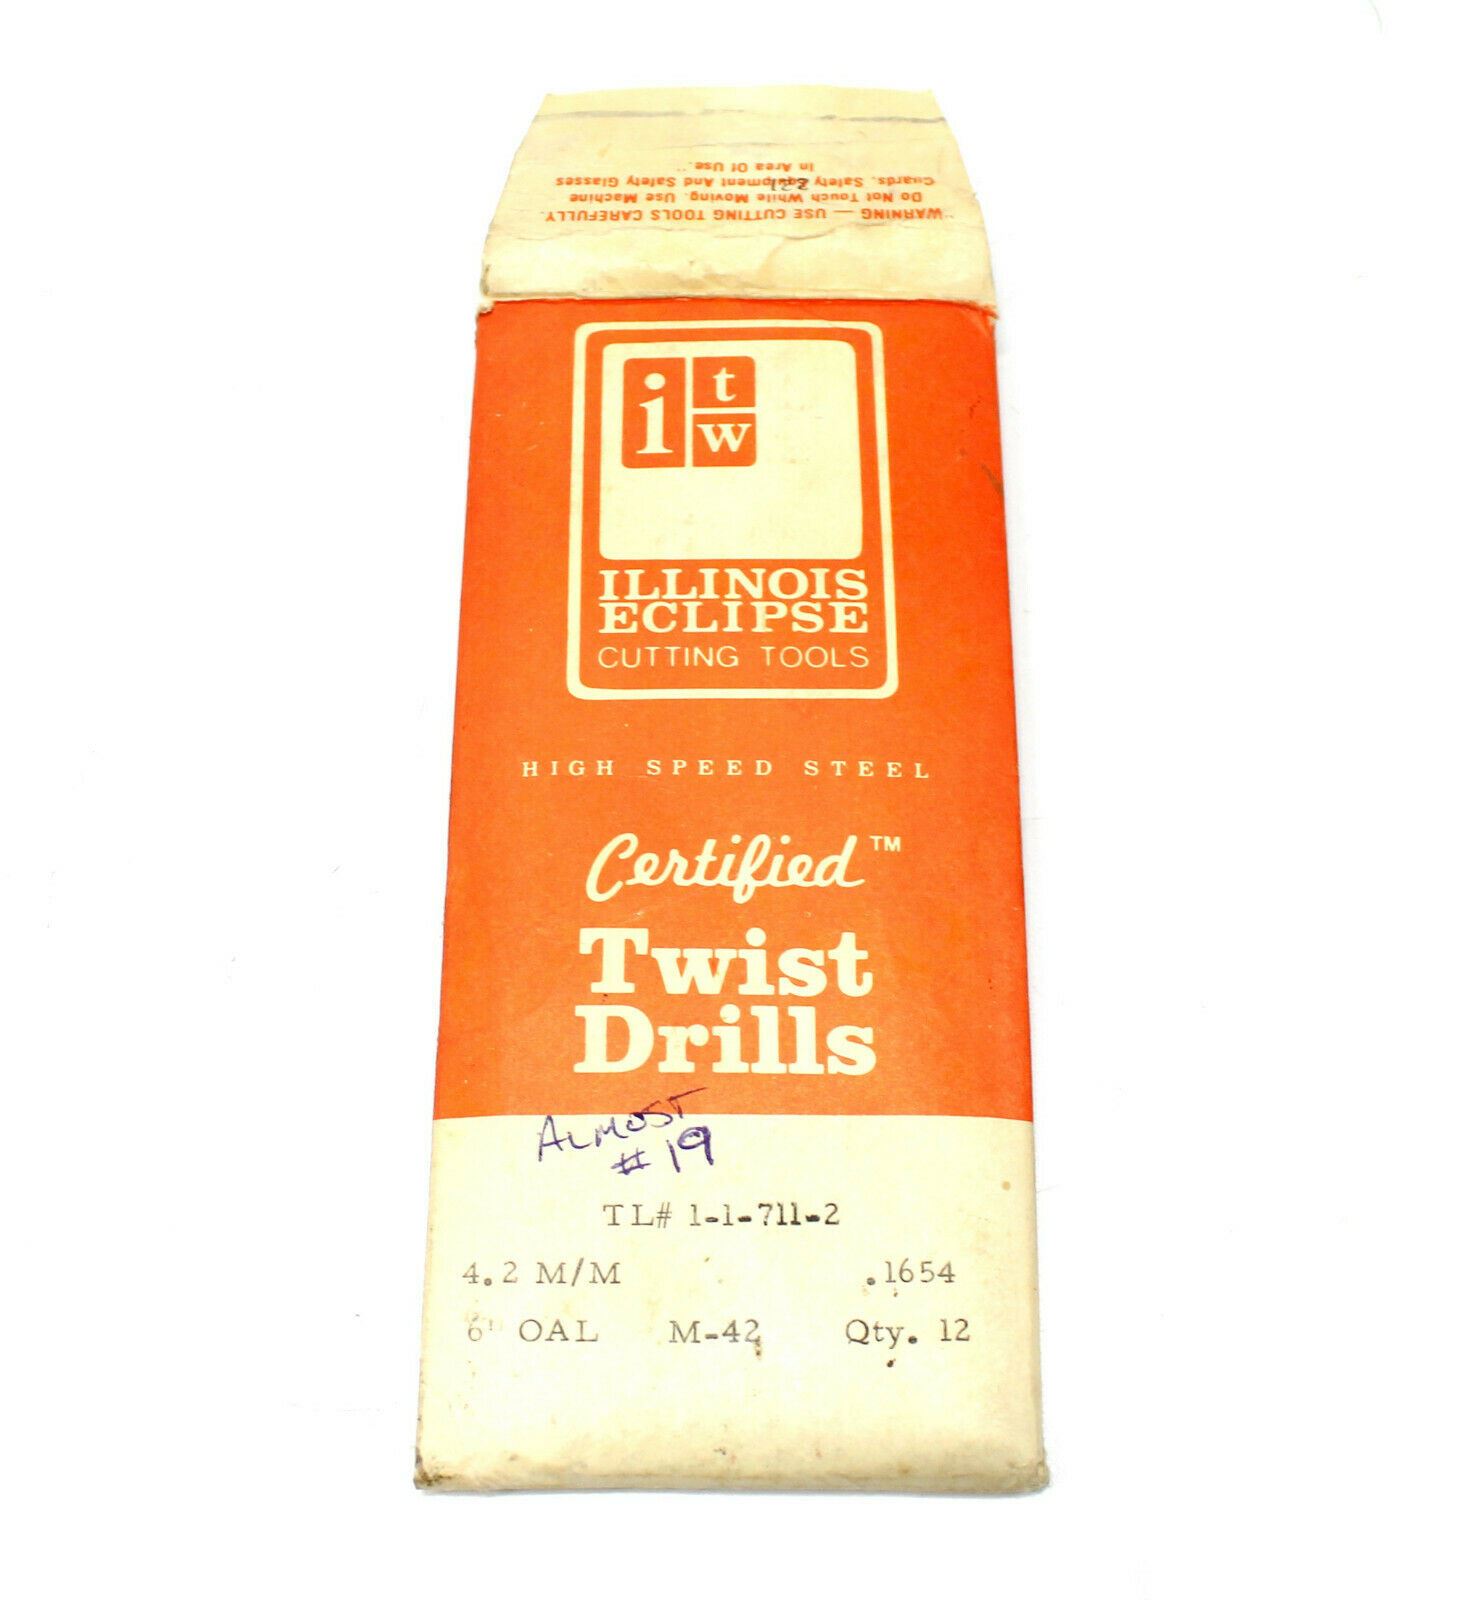 "WARNING — USE CUTTING TOOLS CAREFULLY.
Do Not Touch While Moving. Use Machine
Guards, Safety Equipment And Safety Glasses
In Area Of Use."
i t w
ILLINOIS
ECLIPSE
CUTTING TOOLS
HIGH SPEED STEEL
Certified™
Twist
Drills
ALMOST
#19
TL# 1-1-711-2
4.2 M/M .1654
6" OAL M-42 Qty. 12